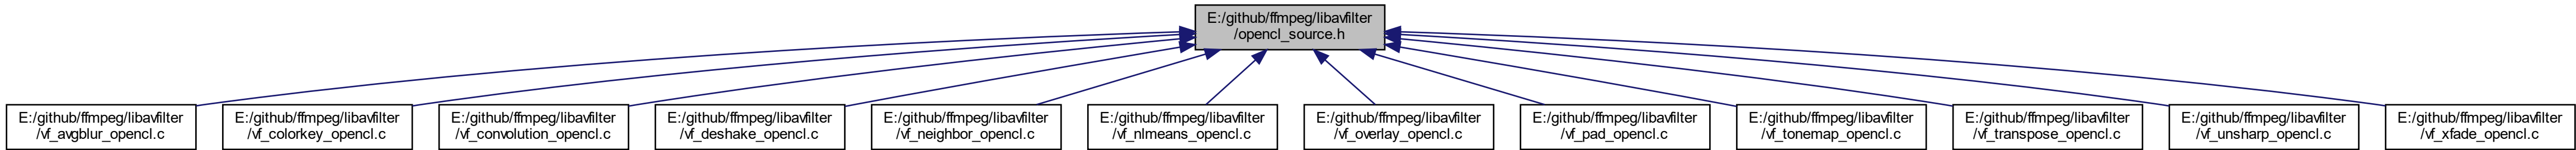 E:/github/ffmpeg/libavfilter
/opencl_source.h
E:/github/ffmpeg/libavfilter
/vf_avgblur_opencl.c
E:/github/ffmpeg/libavfilter
/vf_colorkey_opencl.c
E:/github/ffmpeg/libavfilter
/vf_convolution_opencl.c
E:/github/ffmpeg/libavfilter
/vf_deshake_opencl.c
E:/github/ffmpeg/libavfilter
/vf_neighbor_opencl.c
E:/github/ffmpeg/libavfilter
/vf_nlmeans_opencl.c
E:/github/ffmpeg/libavfilter
/vf_overlay_opencl.c
E:/github/ffmpeg/libavfilter
/vf_pad_opencl.c
E:/github/ffmpeg/libavfilter
/vf_tonemap_opencl.c
E:/github/ffmpeg/libavfilter
/vf_transpose_opencl.c
E:/github/ffmpeg/libavfilter
/vf_unsharp_opencl.c
E:/github/ffmpeg/libavfilter
/vf_xfade_opencl.c